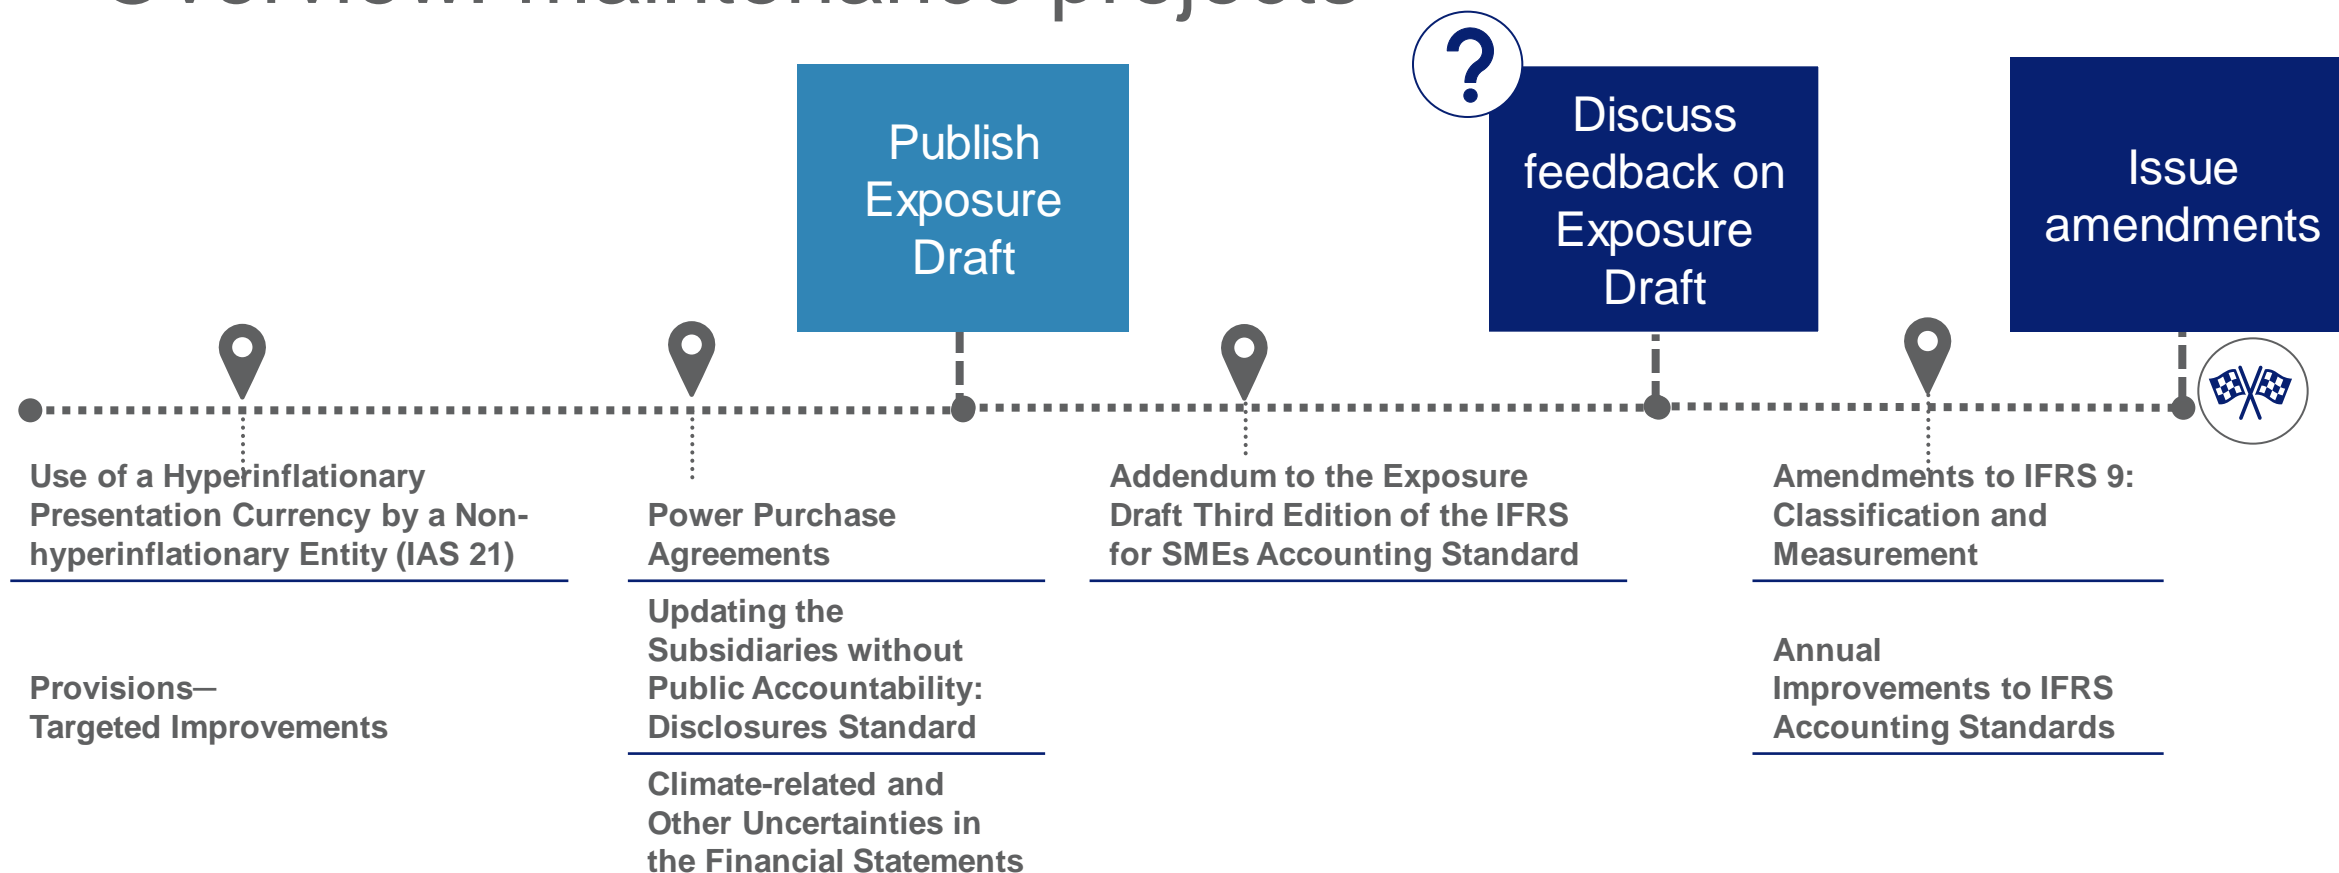 Overview: maintenance projects
?
Publish
Exposure
Draft
Discuss
feedback on
Exposure
Draft
Issue
amendments
Use of a Hyperinflationary
Presentation Currency by a Non-
hyperinflationary Entity (IAS 21)
Provisions—
Targeted Improvements
Power Purchase
Agreements
Updating the
Subsidiaries without
Public Accountability:
Disclosures Standard
Climate-related and
Other Uncertainties in
the Financial Statements
Addendum to the Exposure
Draft Third Edition of the IFRS
for SMEs Accounting Standard
Amendments to IFRS 9:
Classification and
Measurement
Annual
Improvements to IFRS
Accounting Standards